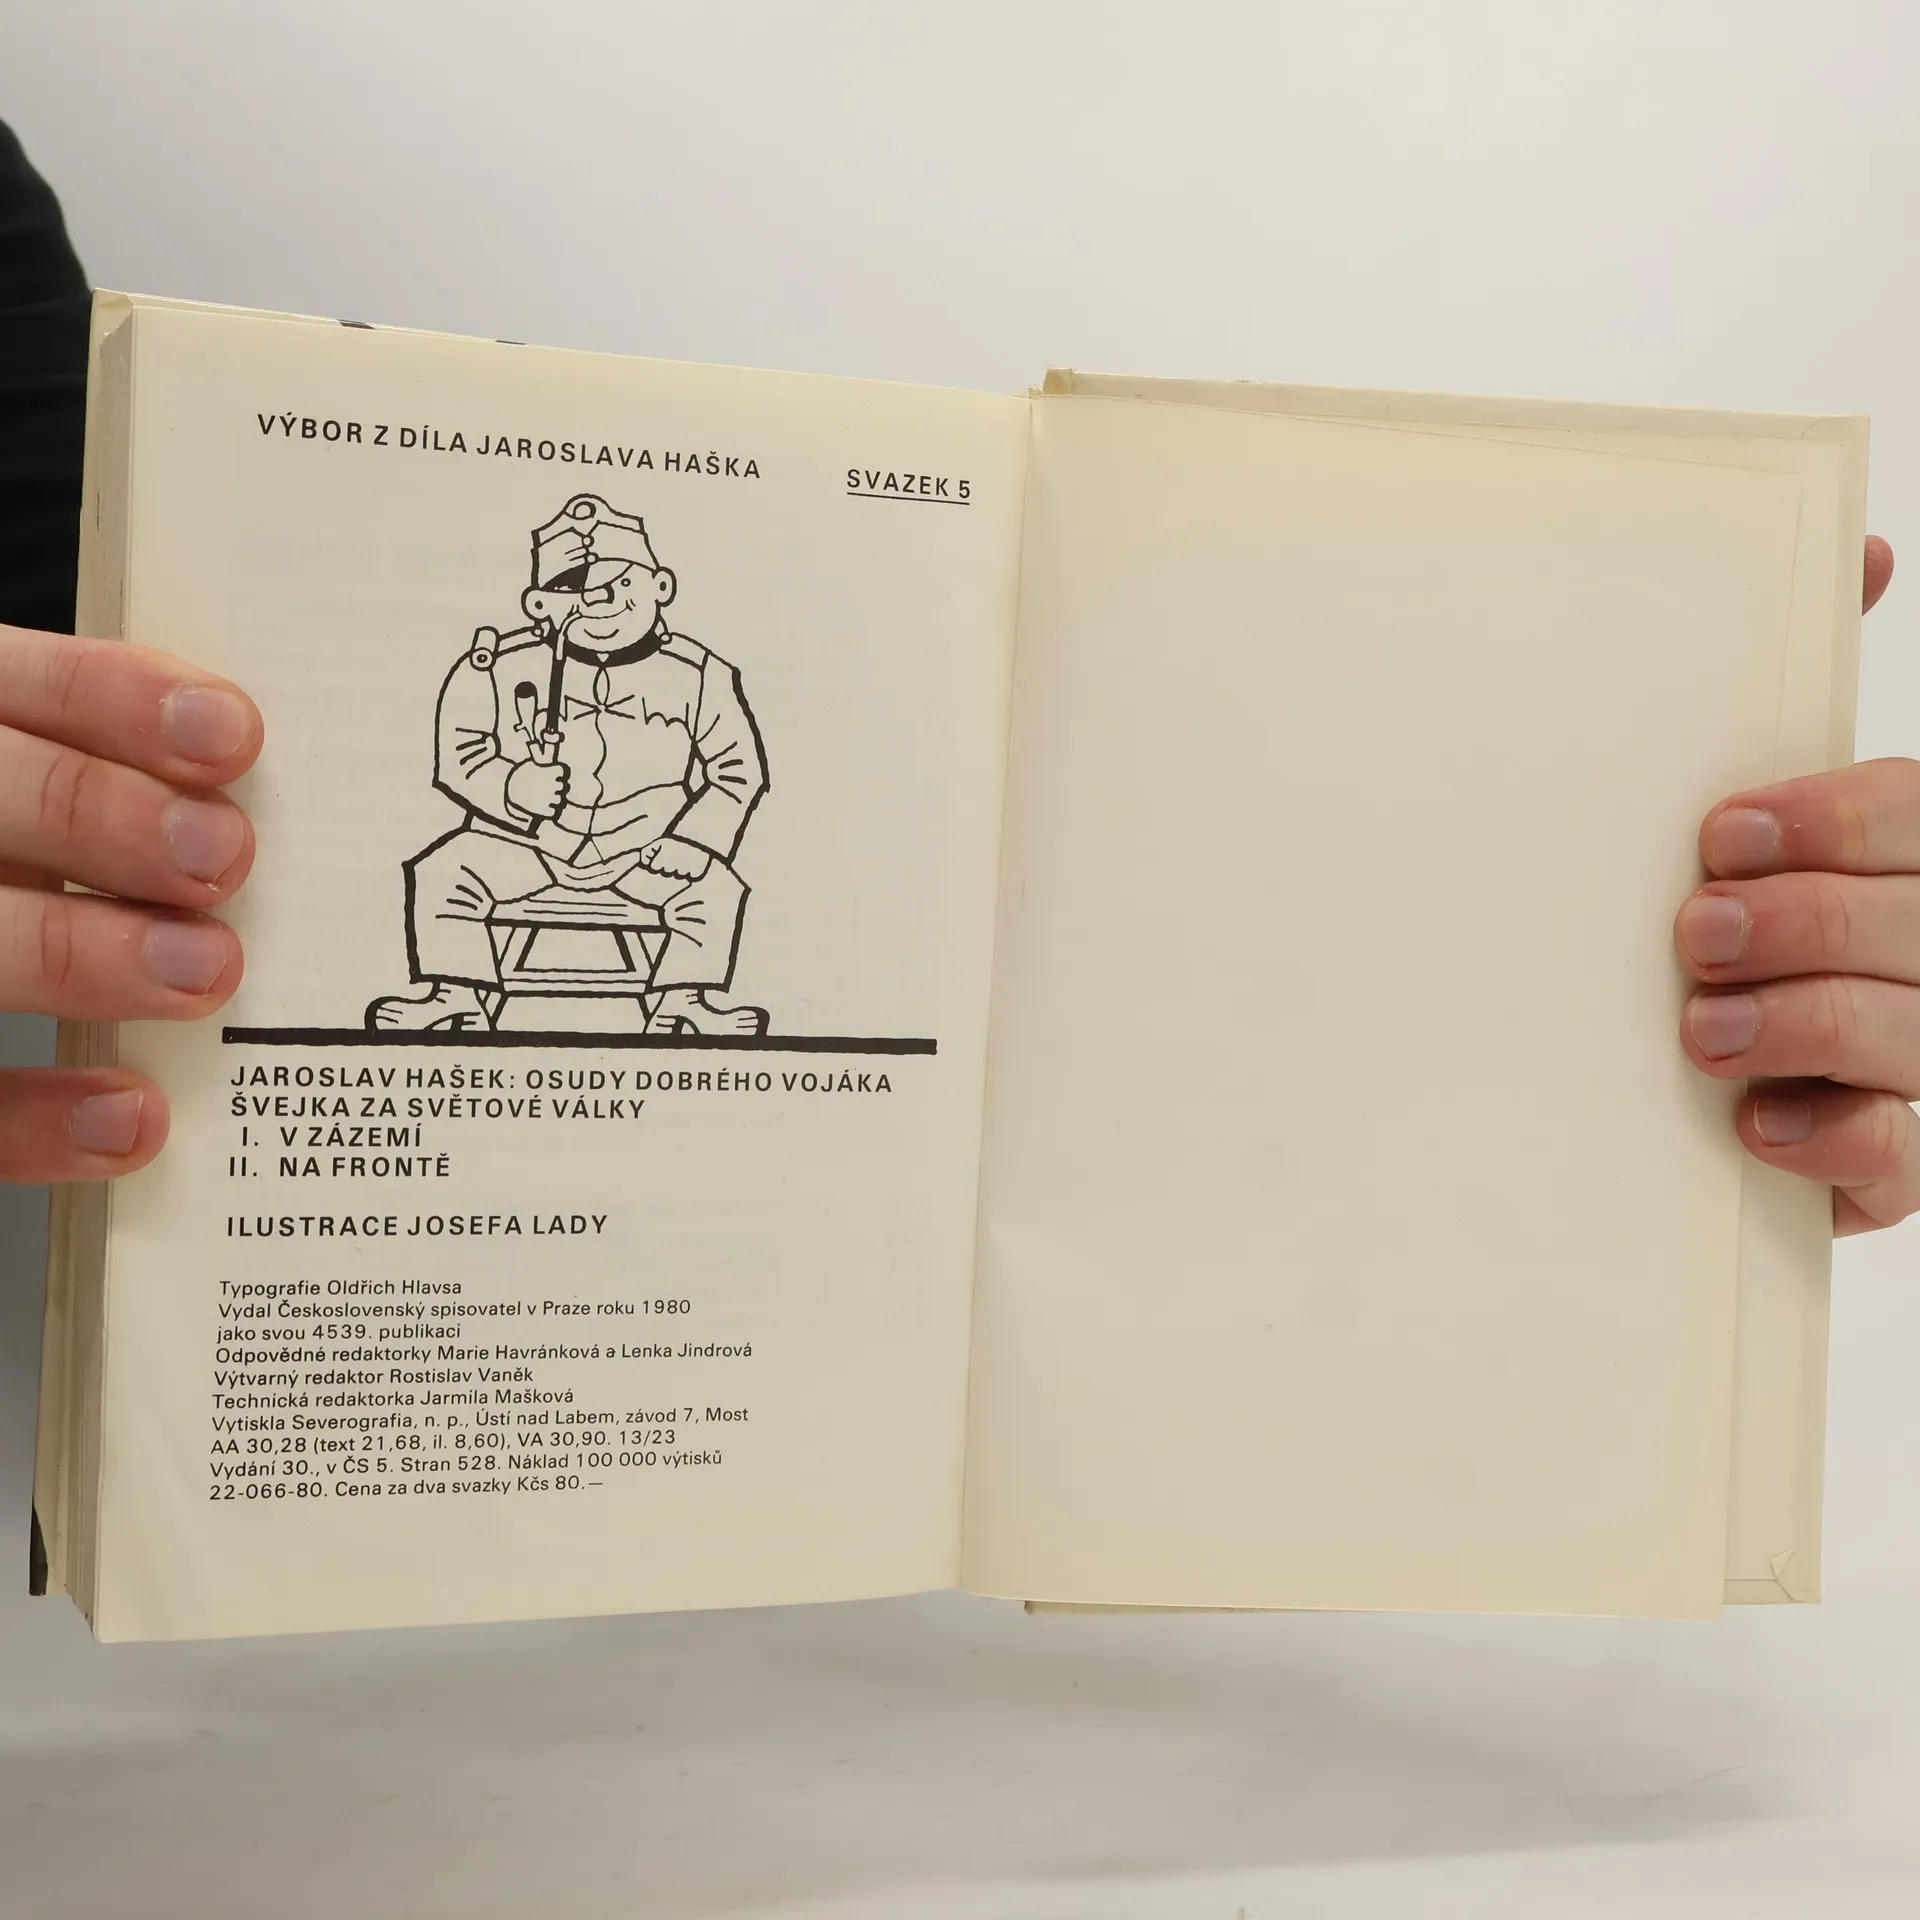 VÝBOR Z DÍLA JAROSLAVA HAŠKA
SVAZEK 5
JAROSLAV HAŠEK: OSUDY DOBRÉHO VOJÁKA
ŠVEJKA ZA SVĚTOVÉ VÁLKY
I. V ZÁZEMÍ
II. NA FRONTĚ
ILUSTRACE JOSEFA LADY
Typografie Oldřich Hlavsa
Vydal Československý spisovatel v Praze roku 1980
jako svou 4539. publikaci
Odpovědné redaktorky Marie Havránková a Lenka Jindrová
Výtvarný redaktor Rostislav Vaněk
Technická redaktorka Jarmila Mašková
Vytiskla Severografia, n. p., Ústí nad Labem, závod 7, Most
AA 30,28 (text 21,68, il. 8,60), VA 30,90. 13/23
Vydání 30., v ČS 5. Stran 528. Náklad 100 000 výtisků
22-066-80. Cena za dva svazky Kčs 80.—